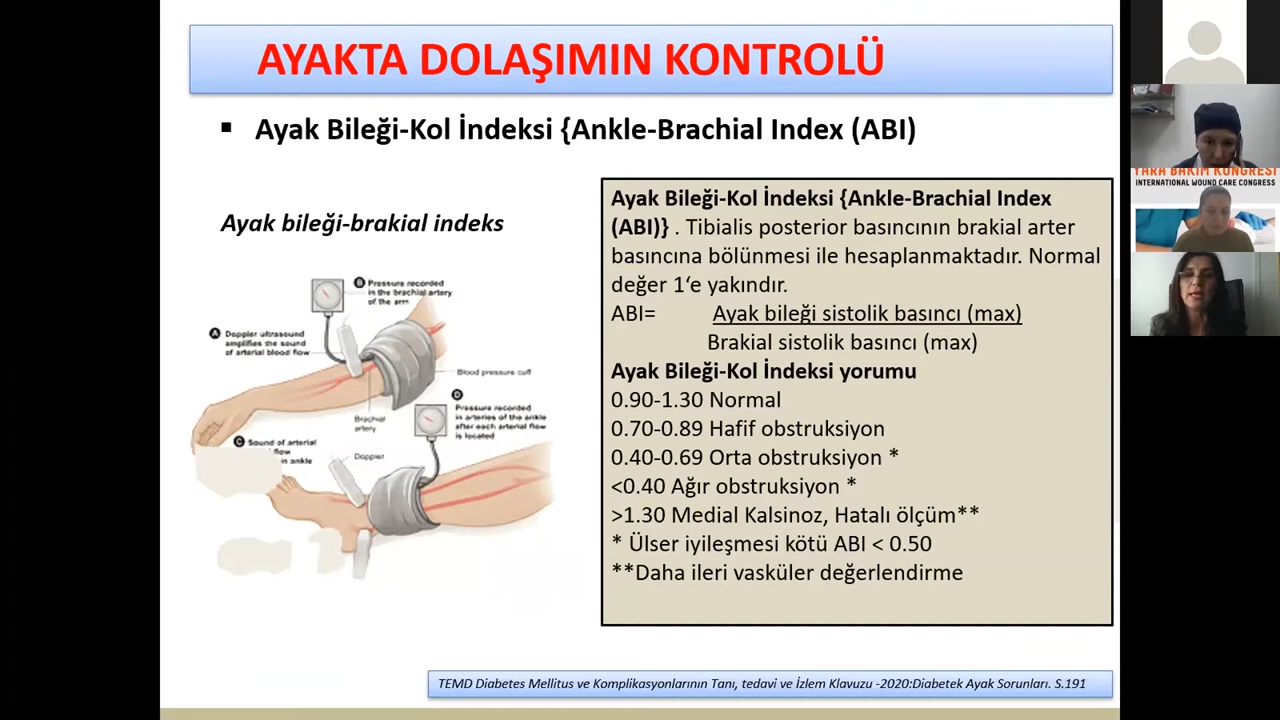 AYAKTA DOLAŞIMIN KONTROLÜ
Ayak Bileği-Kol İndeksi {Ankle-Brachial Index (ABI)
Ayak bileği-brakial indeks
B Pressure recorded
in the brachial artery
of the arm
A Doppler ultrasound
amplifies the sound
of arterial blood flow
Blood pressure cuff
D
Pressure recorded
in arteries of the ankle
after each arterial flow
is located
Brachial
artery
C Sound of arterial
flow
in ankle
Doppler
Ayak Bileği-Kol İndeksi {Ankle-Brachial Index
(ABI)} . Tibialis posterior basıncının brakial arter
basıncına bölünmesi ile hesaplanmaktadır. Normal
değer 1‘e yakındır.
ABI= Ayak bileği sistolik basıncı (max)
Brakial sistolik basıncı (max)
Ayak Bileği-Kol İndeksi yorumu
0.90-1.30 Normal
0.70-0.89 Hafif obstruksiyon
0.40-0.69 Orta obstruksiyon *
<0.40 Ağır obstruksiyon *
>1.30 Medial Kalsinoz, Hatalı ölçüm**
* Ülser iyileşmesi kötü ABI < 0.50
**Daha ileri vasküler değerlendirme
TEMD Diabetes Mellitus ve Komplikasyonlarının Tanı, tedavi ve İzlem Klavuzu -2020:Diabetek Ayak Sorunları. S.191
YARA BAKIM KONGRESİ
INTERNATIONAL WOUND CARE CONGRESS